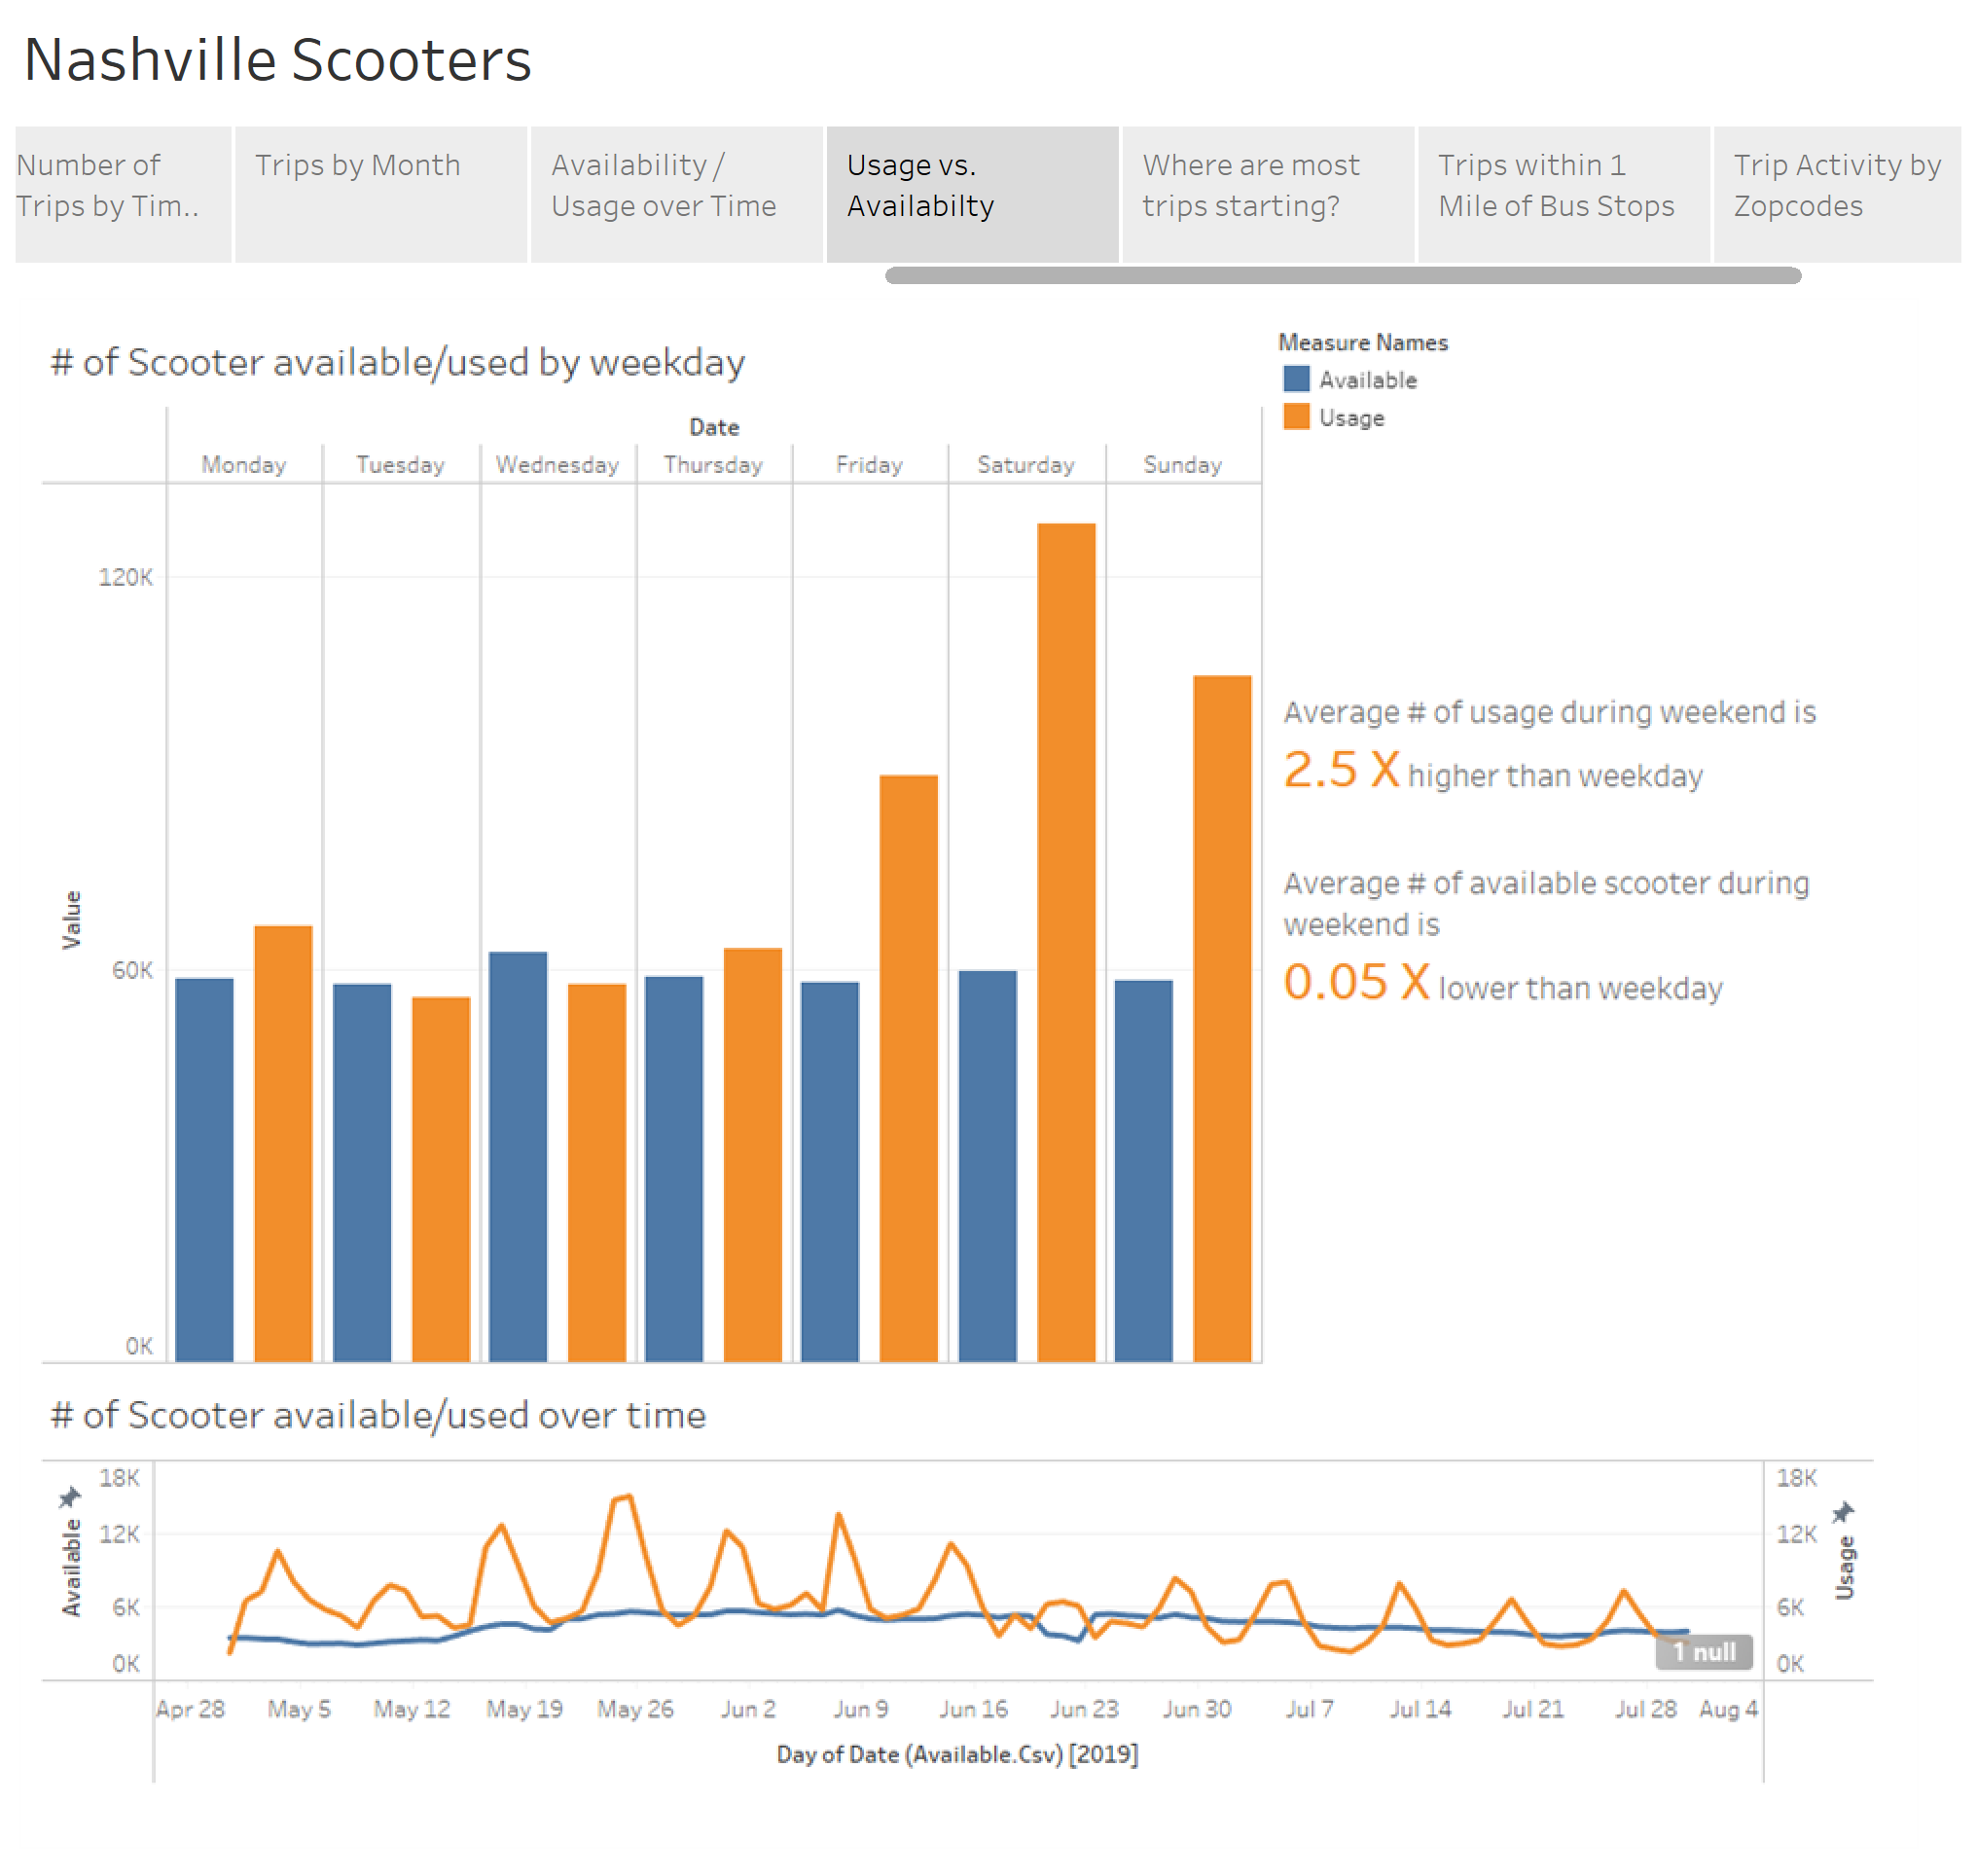 Nashville Scooters
Number of
Trips by Tim..
Trips by Month
Availability /
Usage over Time
Usage vs.
Availabilty
Where are most
trips starting?
Trips within 1
Mile of Bus Stops
Trip Activity by
Zopcodes
# of Scooter available/used by weekday
Measure Names
Available
Usage
Date
Monday Tuesday Wednesday Thursday Friday Saturday Sunday
120K
60K
0K
Value
Average # of usage during weekend is
2.5 X higher than weekday
Average # of available scooter during
weekend is
0.05 X lower than weekday
# of Scooter available/used over time
Available
18K
12K
6K
0K
18K
12K
6K
0K
Usage
1 null
Apr 28 May 5 May 12 May 19 May 26 Jun 2 Jun 9 Jun 16 Jun 23 Jun 30 Jul 7 Jul 14 Jul 21 Jul 28 Aug 4
Day of Date (Available.Csv) [2019]